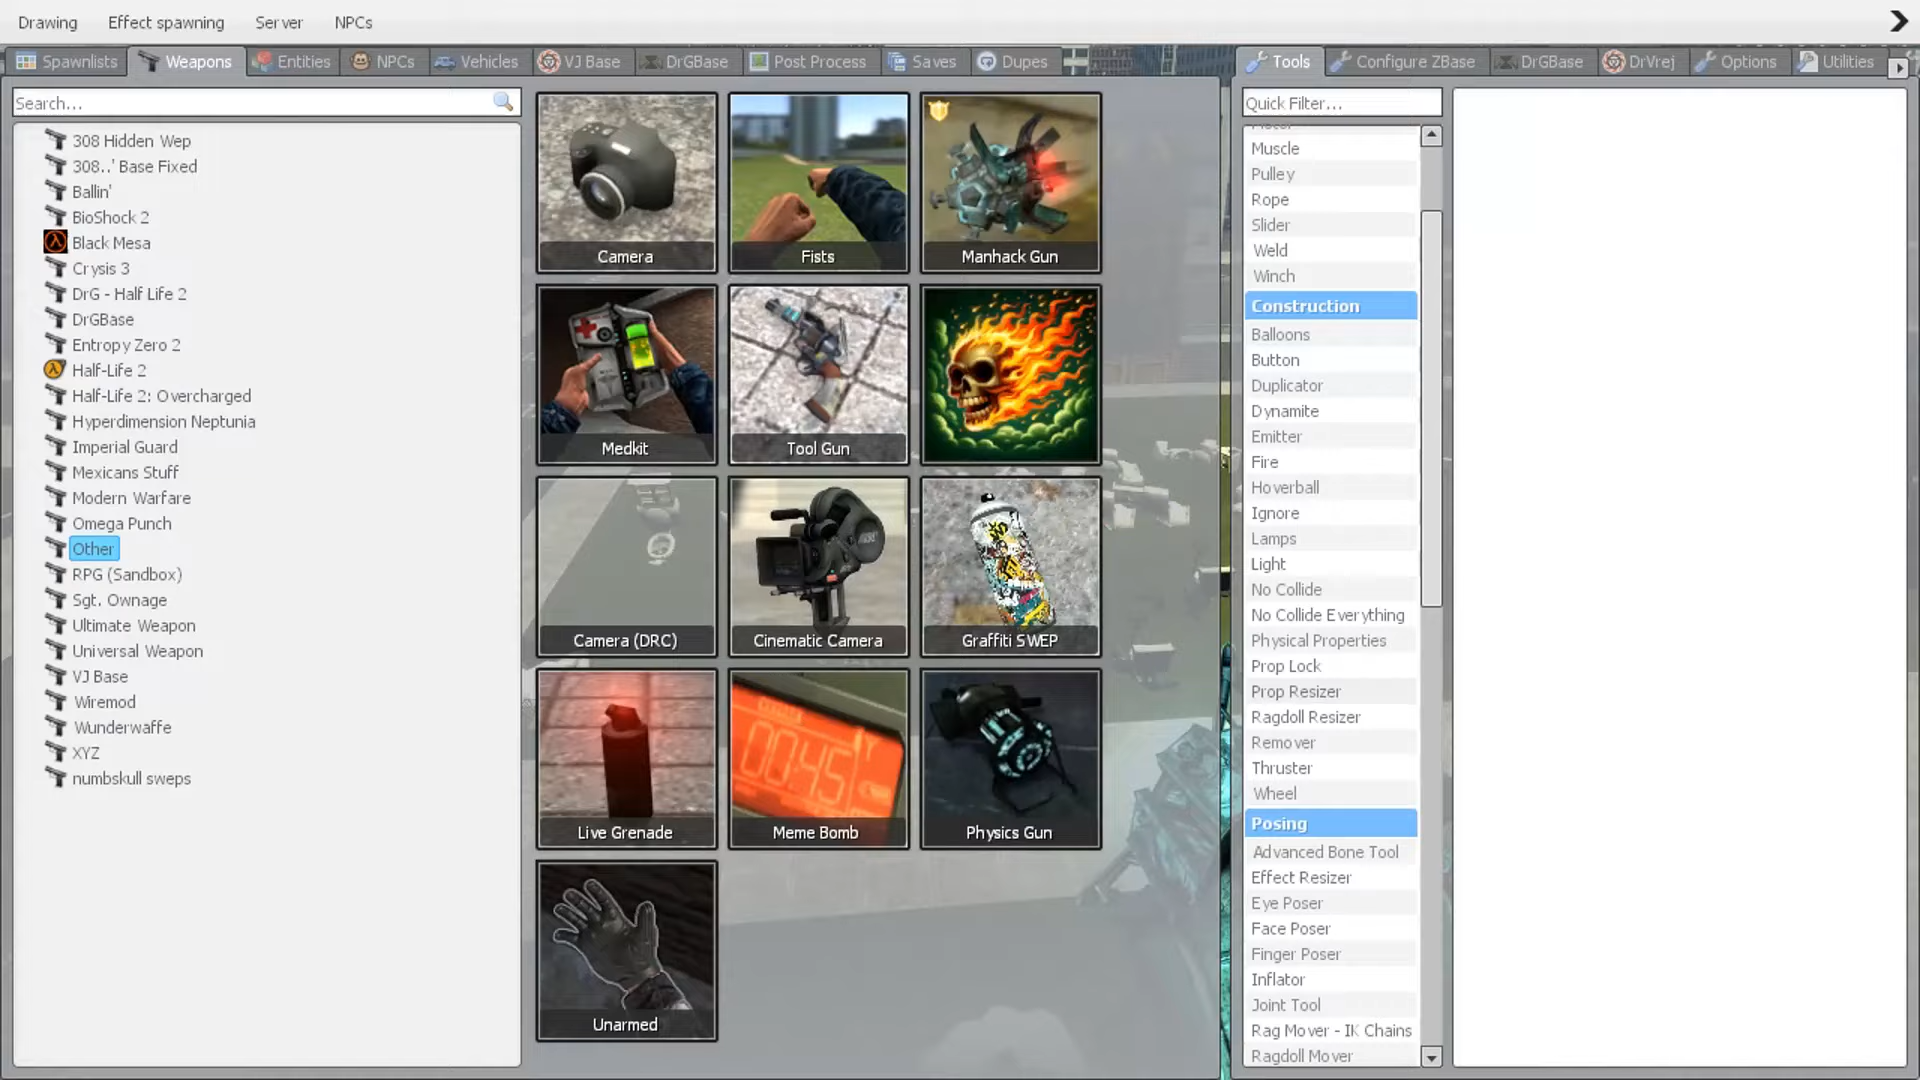 Drawing Effect spawning Server NPCs
Spawnlists Weapons Entities NPCs Vehicles VJ Base DrGBase Post Process Saves Dupes
Tools Configure ZBase DrGBase DrVrej Options Utilities
Search...
308 Hidden Wep
308..' Base Fixed
Ballin'
BioShock 2
Black Mesa
Crysis 3
DrG - Half Life 2
DrGBase
Entropy Zero 2
Half-Life 2
Half-Life 2: Overcharged
Hyperdimension Neptunia
Imperial Guard
Mexicans Stuff
Modern Warfare
Omega Punch
Other
RPG (Sandbox)
Sgt. Ownage
Ultimate Weapon
Universal Weapon
VJ Base
Wiremod
Wunderwaffe
XYZ
numbskull sweps
Camera
Fists
Manhack Gun
Medkit
Tool Gun
Camera (DRC)
Cinematic Camera
Graffiti SWEP
Live Grenade
00:45
Meme Bomb
Physics Gun
Unarmed
Quick Filter...
Muscle
Pulley
Rope
Slider
Weld
Winch
Construction
Balloons
Button
Duplicator
Dynamite
Emitter
Fire
Hoverball
Ignore
Lamps
Light
No Collide
No Collide Everything
Physical Properties
Prop Lock
Prop Resizer
Ragdoll Resizer
Remover
Thruster
Wheel
Posing
Advanced Bone Tool
Effect Resizer
Eye Poser
Face Poser
Finger Poser
Inflator
Joint Tool
Rag Mover - IK Chains
Ragdoll Mover